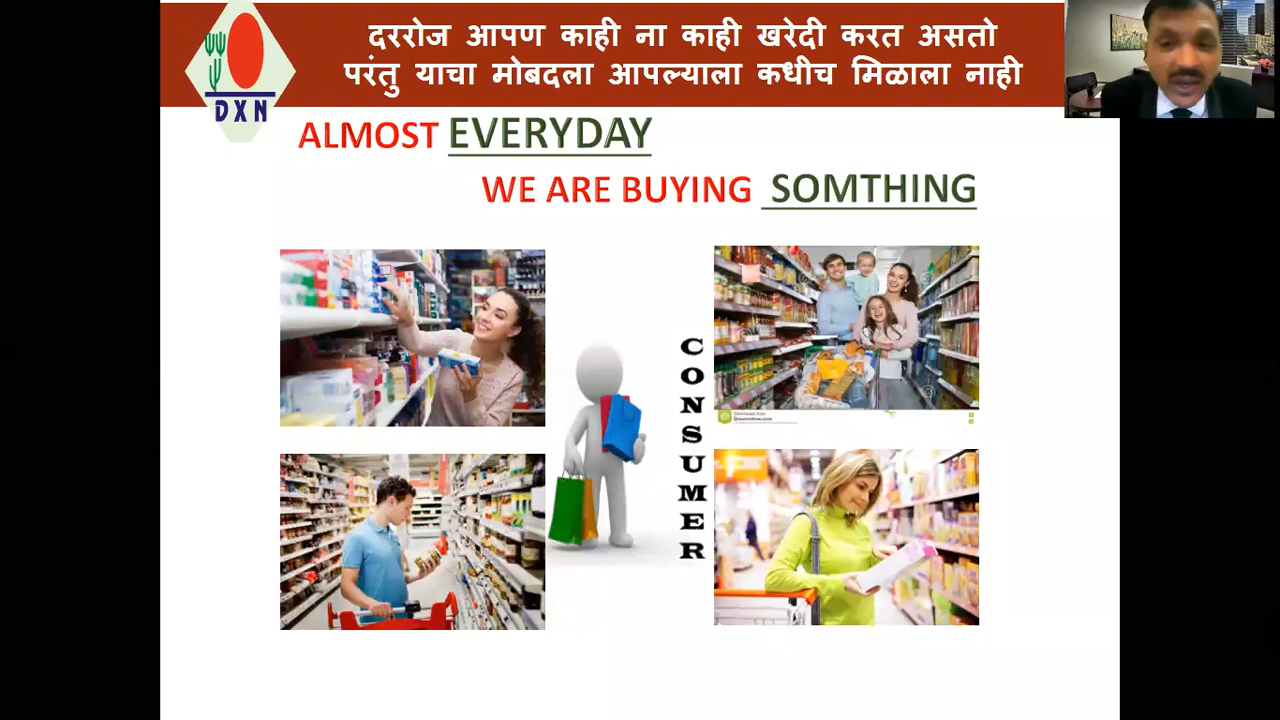 दररोज आपण काही ना काही खरेदी करत असतो
परंतु याचा मोबदला आपल्याला कधीच मिळाला नाही
DXN
ALMOST EVERYDAY
WE ARE BUYING SOMTHING
CONSUMER